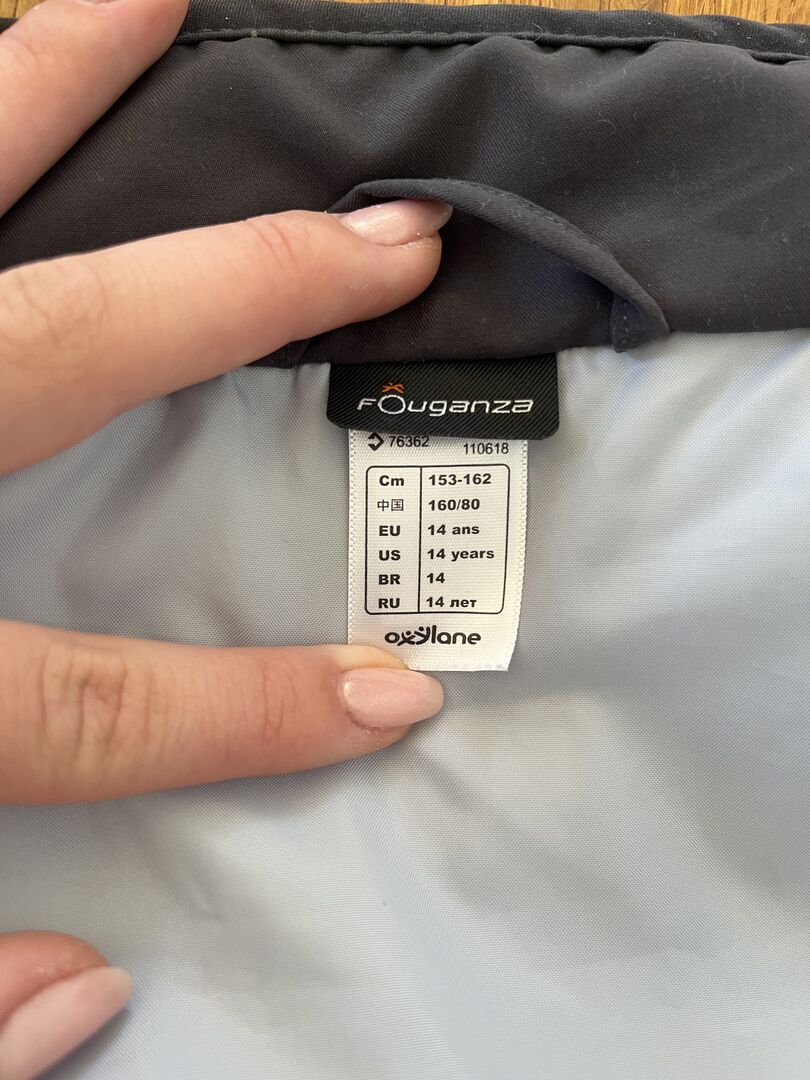 FOuganza
76362 110618
Cm 153-162
中国 160/80
EU 14 ans
US 14 years
BR 14
RU 14 лет
oxylane